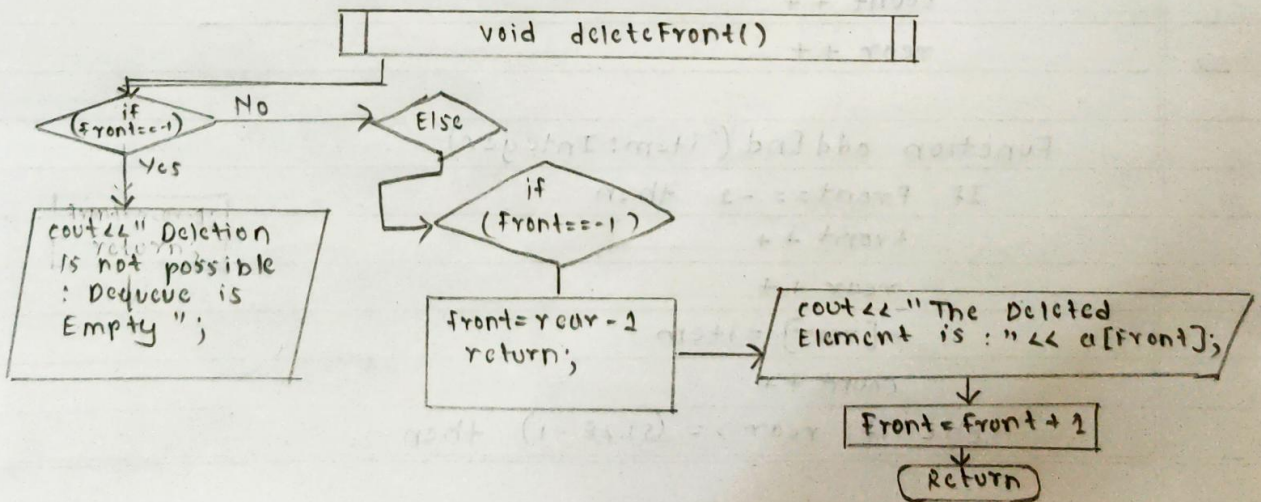 void deleteFront()
if
(front==-1)
No
Else
Yes
if
(front==-1)
cout<<" Deletion
is not possible
: Dequeue is
Empty ";
front=rear-1
return;
cout<<"The Deleted
Element is : "<< a[front];
front=front+1
Return